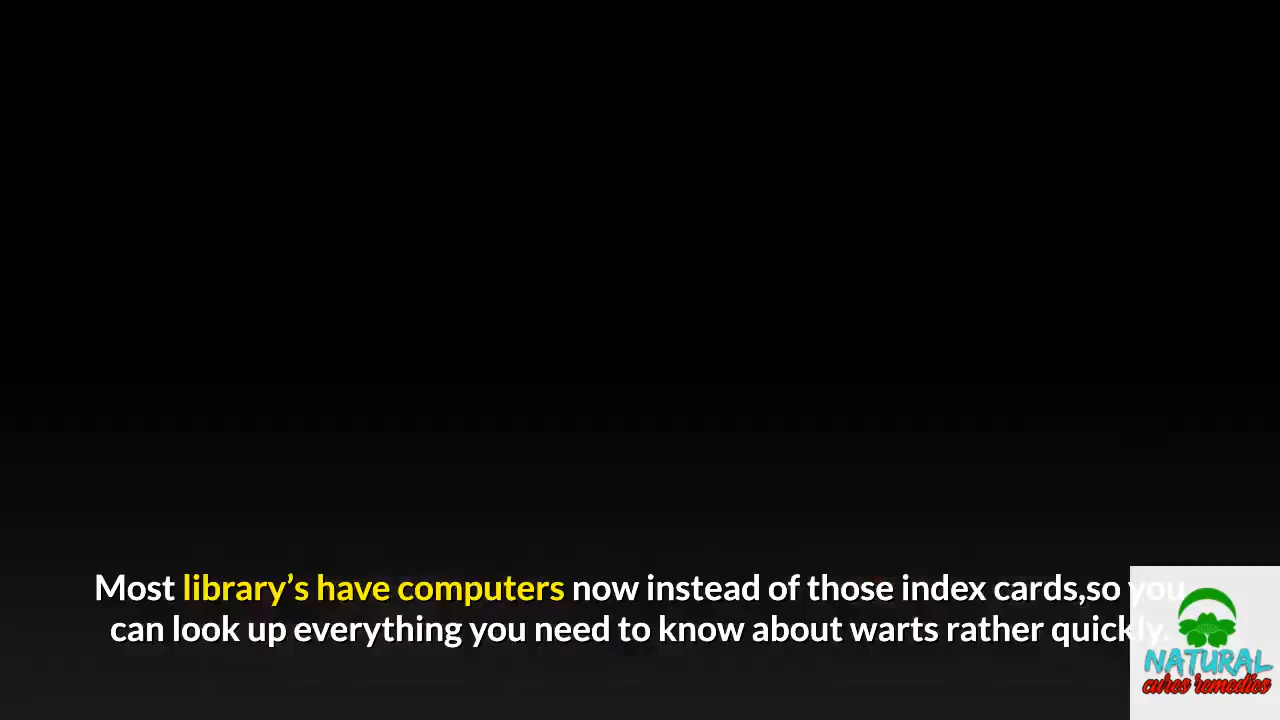 Most library’s have computers now instead of those index cards,so you
can look up everything you need to know about warts rather quickly.
NATURAL
cures remedies